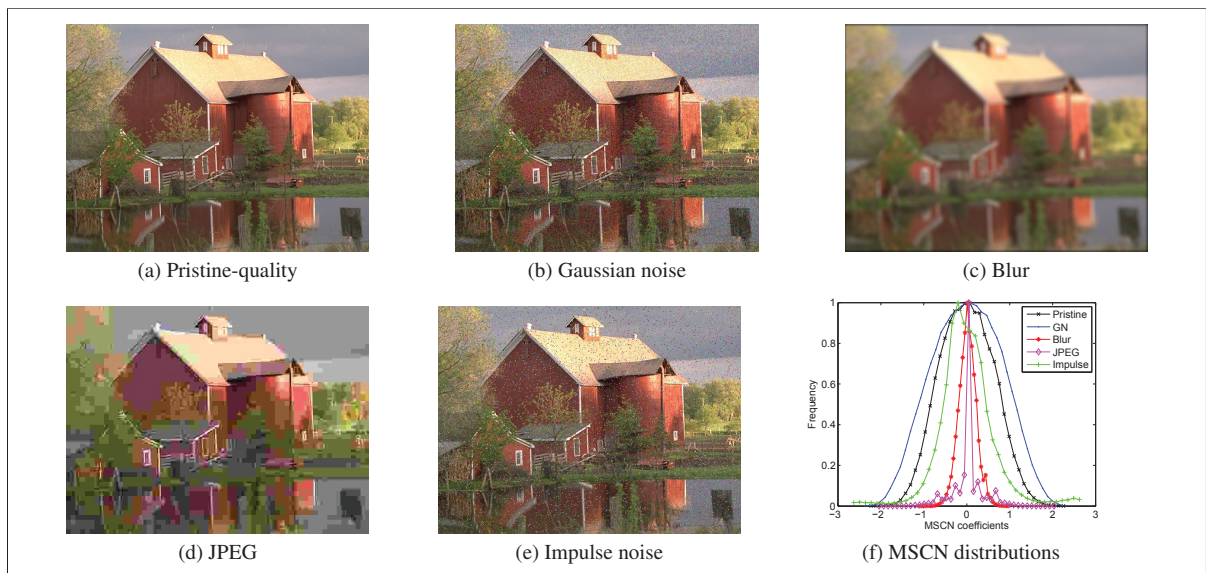 (a) Pristine-quality
(b) Gaussian noise
(c) Blur
(d) JPEG
(e) Impulse noise
1
0.8
0.6
0.4
0.2
0
Frequency
−3
−2
−1
0
1
2
3
MSCN coefficients
Pristine
GN
Blur
JPEG
Impulse
(f) MSCN distributions